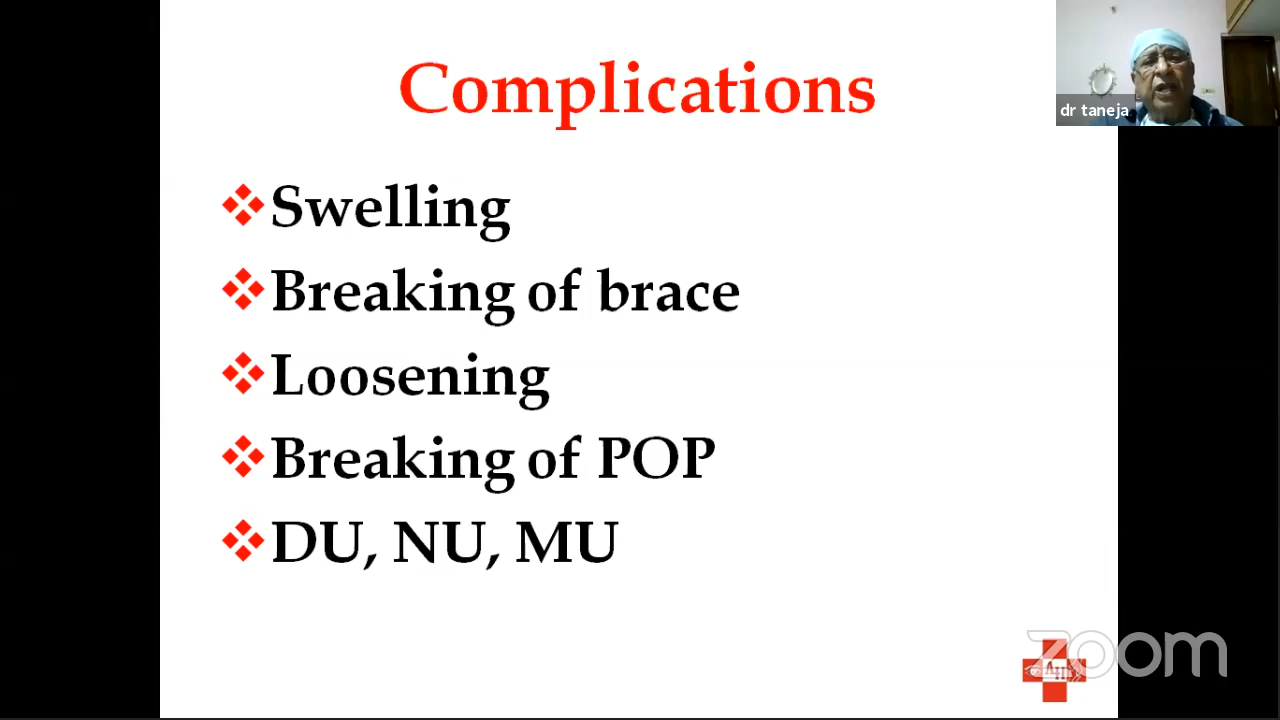 Complications
dr taneja
Swelling
Breaking of brace
Loosening
Breaking of POP
DU, NU, MU
zoom